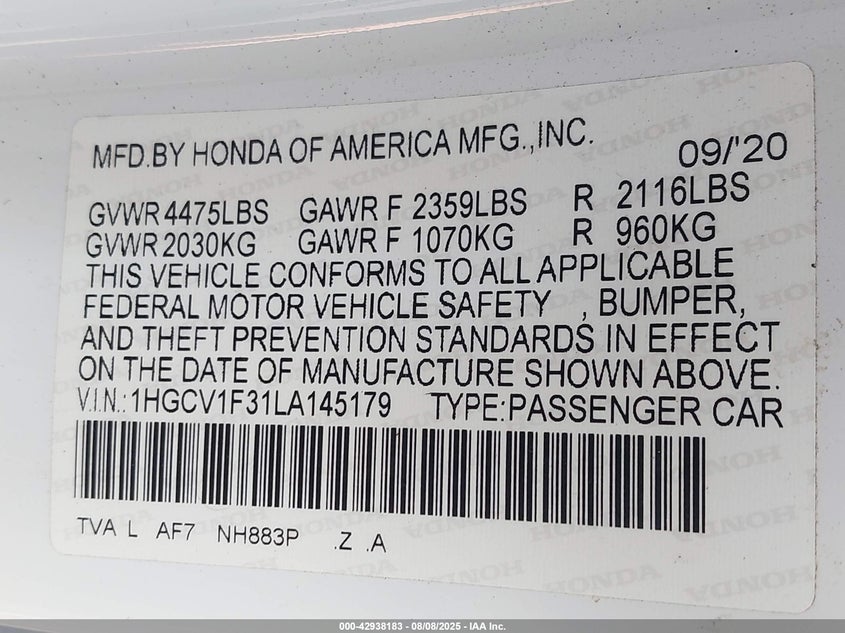 MFD.BY HONDA OF AMERICA MFG.,INC. 09/'20
GVWR 4475LBS GAWR F 2359LBS R 2116LBS
GVWR 2030KG GAWR F 1070KG R 960KG
THIS VEHICLE CONFORMS TO ALL APPLICABLE
FEDERAL MOTOR VEHICLE SAFETY , BUMPER,
AND THEFT PREVENTION STANDARDS IN EFFECT
ON THE DATE OF MANUFACTURE SHOWN ABOVE.
V.I.N.: 1HGCV1F31LA145179 TYPE:PASSENGER CAR
TVA L AF7 NH883P .Z .A
000-42938183 - 08/08/2025 - IAA Inc.